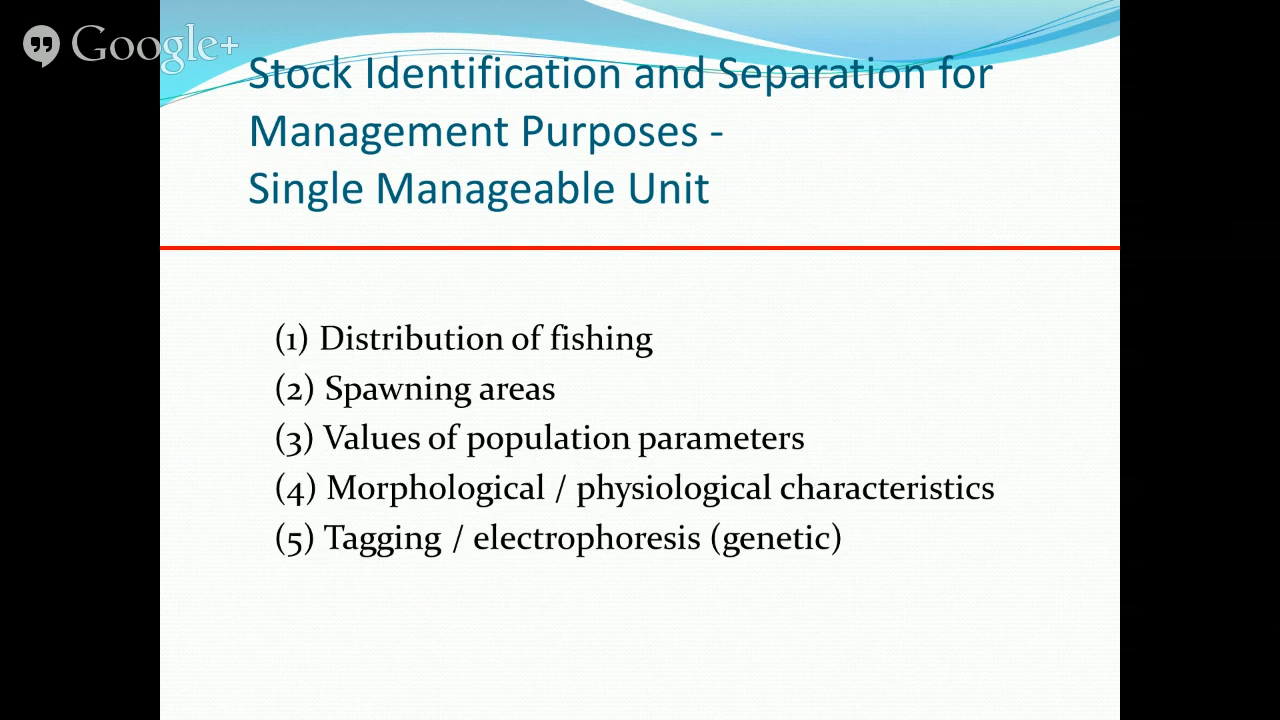 Google+
Stock Identification and Separation for
Management Purposes -
Single Manageable Unit
(1) Distribution of fishing
(2) Spawning areas
(3) Values of population parameters
(4) Morphological / physiological characteristics
(5) Tagging / electrophoresis (genetic)